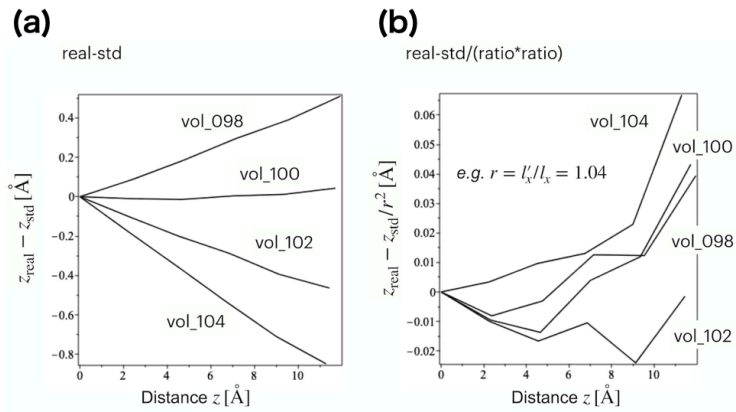 (a)
real-std
0.4
0.2
0
−0.2
−0.4
−0.6
−0.8
0
2
4
6
8
10
vol_098
vol_100
vol_102
vol_104
z_real − z_std [Å]
Distance z [Å]
(b)
real-std/(ratio*ratio)
0.06
0.05
0.04
0.03
0.02
0.01
0
−0.01
−0.02
0
2
4
6
8
10
vol_104
e.g. r = l′_x/l_x = 1.04
vol_100
vol_098
vol_102
z_real − z_std/r² [Å]
Distance z [Å]